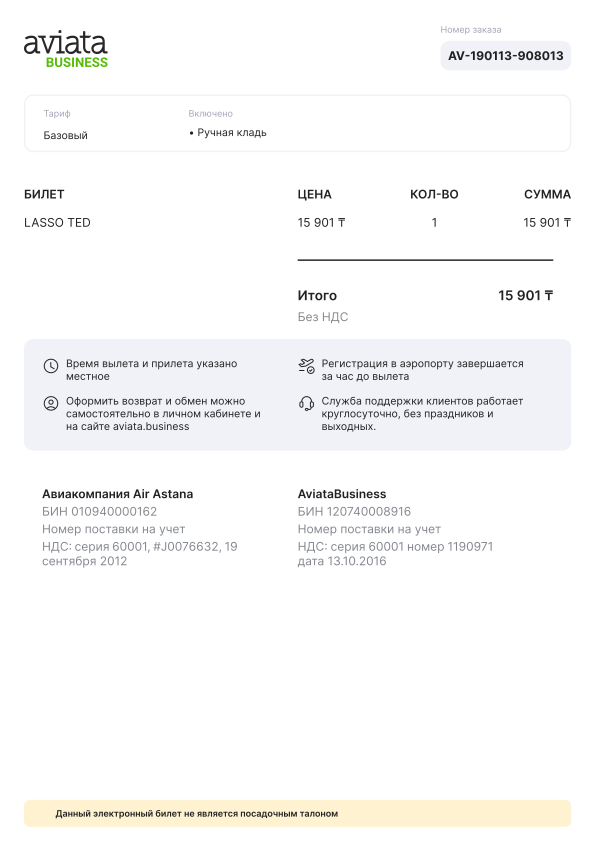 aviata
BUSINESS
Номер заказа
AV-190113-908013
Тариф
Включено
Базовый
• Ручная кладь
БИЛЕТ ЦЕНА КОЛ-ВО СУММА
LASSO TED 15 901 ₸ 1 15 901 ₸
Итого 15 901 ₸
Без НДС
Время вылета и прилета указано
местное
Регистрация в аэропорту завершается
за час до вылета
Оформить возврат и обмен можно
самостоятельно в личном кабинете и
на сайте aviata.business
Служба поддержки клиентов работает
круглосуточно, без праздников и
выходных.
Авиакомпания Air Astana
БИН 010940000162
Номер поставки на учет
НДС: серия 60001, #J0076632, 19
сентября 2012
AviataBusiness
БИН 120740008916
Номер поставки на учет
НДС: серия 60001 номер 1190971
дата 13.10.2016
Данный электронный билет не является посадочным талоном